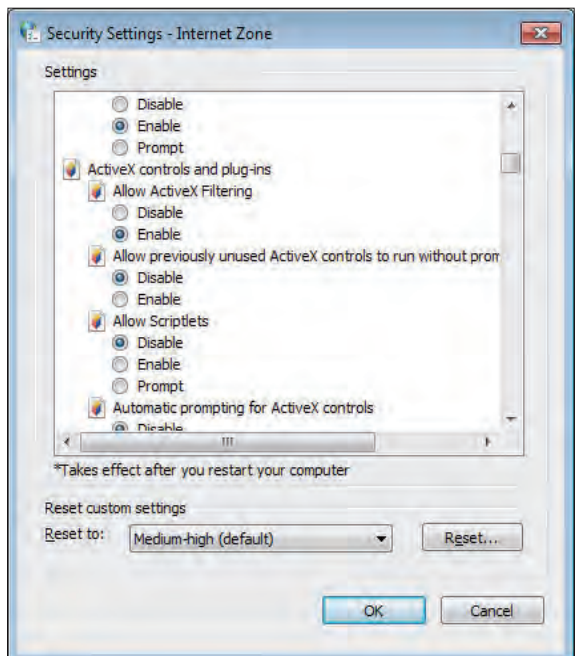 Security Settings - Internet Zone
Settings
Disable
Enable
Prompt
ActiveX controls and plug-ins
Allow ActiveX Filtering
Disable
Enable
Allow previously unused ActiveX controls to run without prom
Disable
Enable
Allow Scriptlets
Disable
Enable
Prompt
Automatic prompting for ActiveX controls
Disable
*Takes effect after you restart your computer
Reset custom settings
Reset to: Medium-high (default) Reset...
OK Cancel